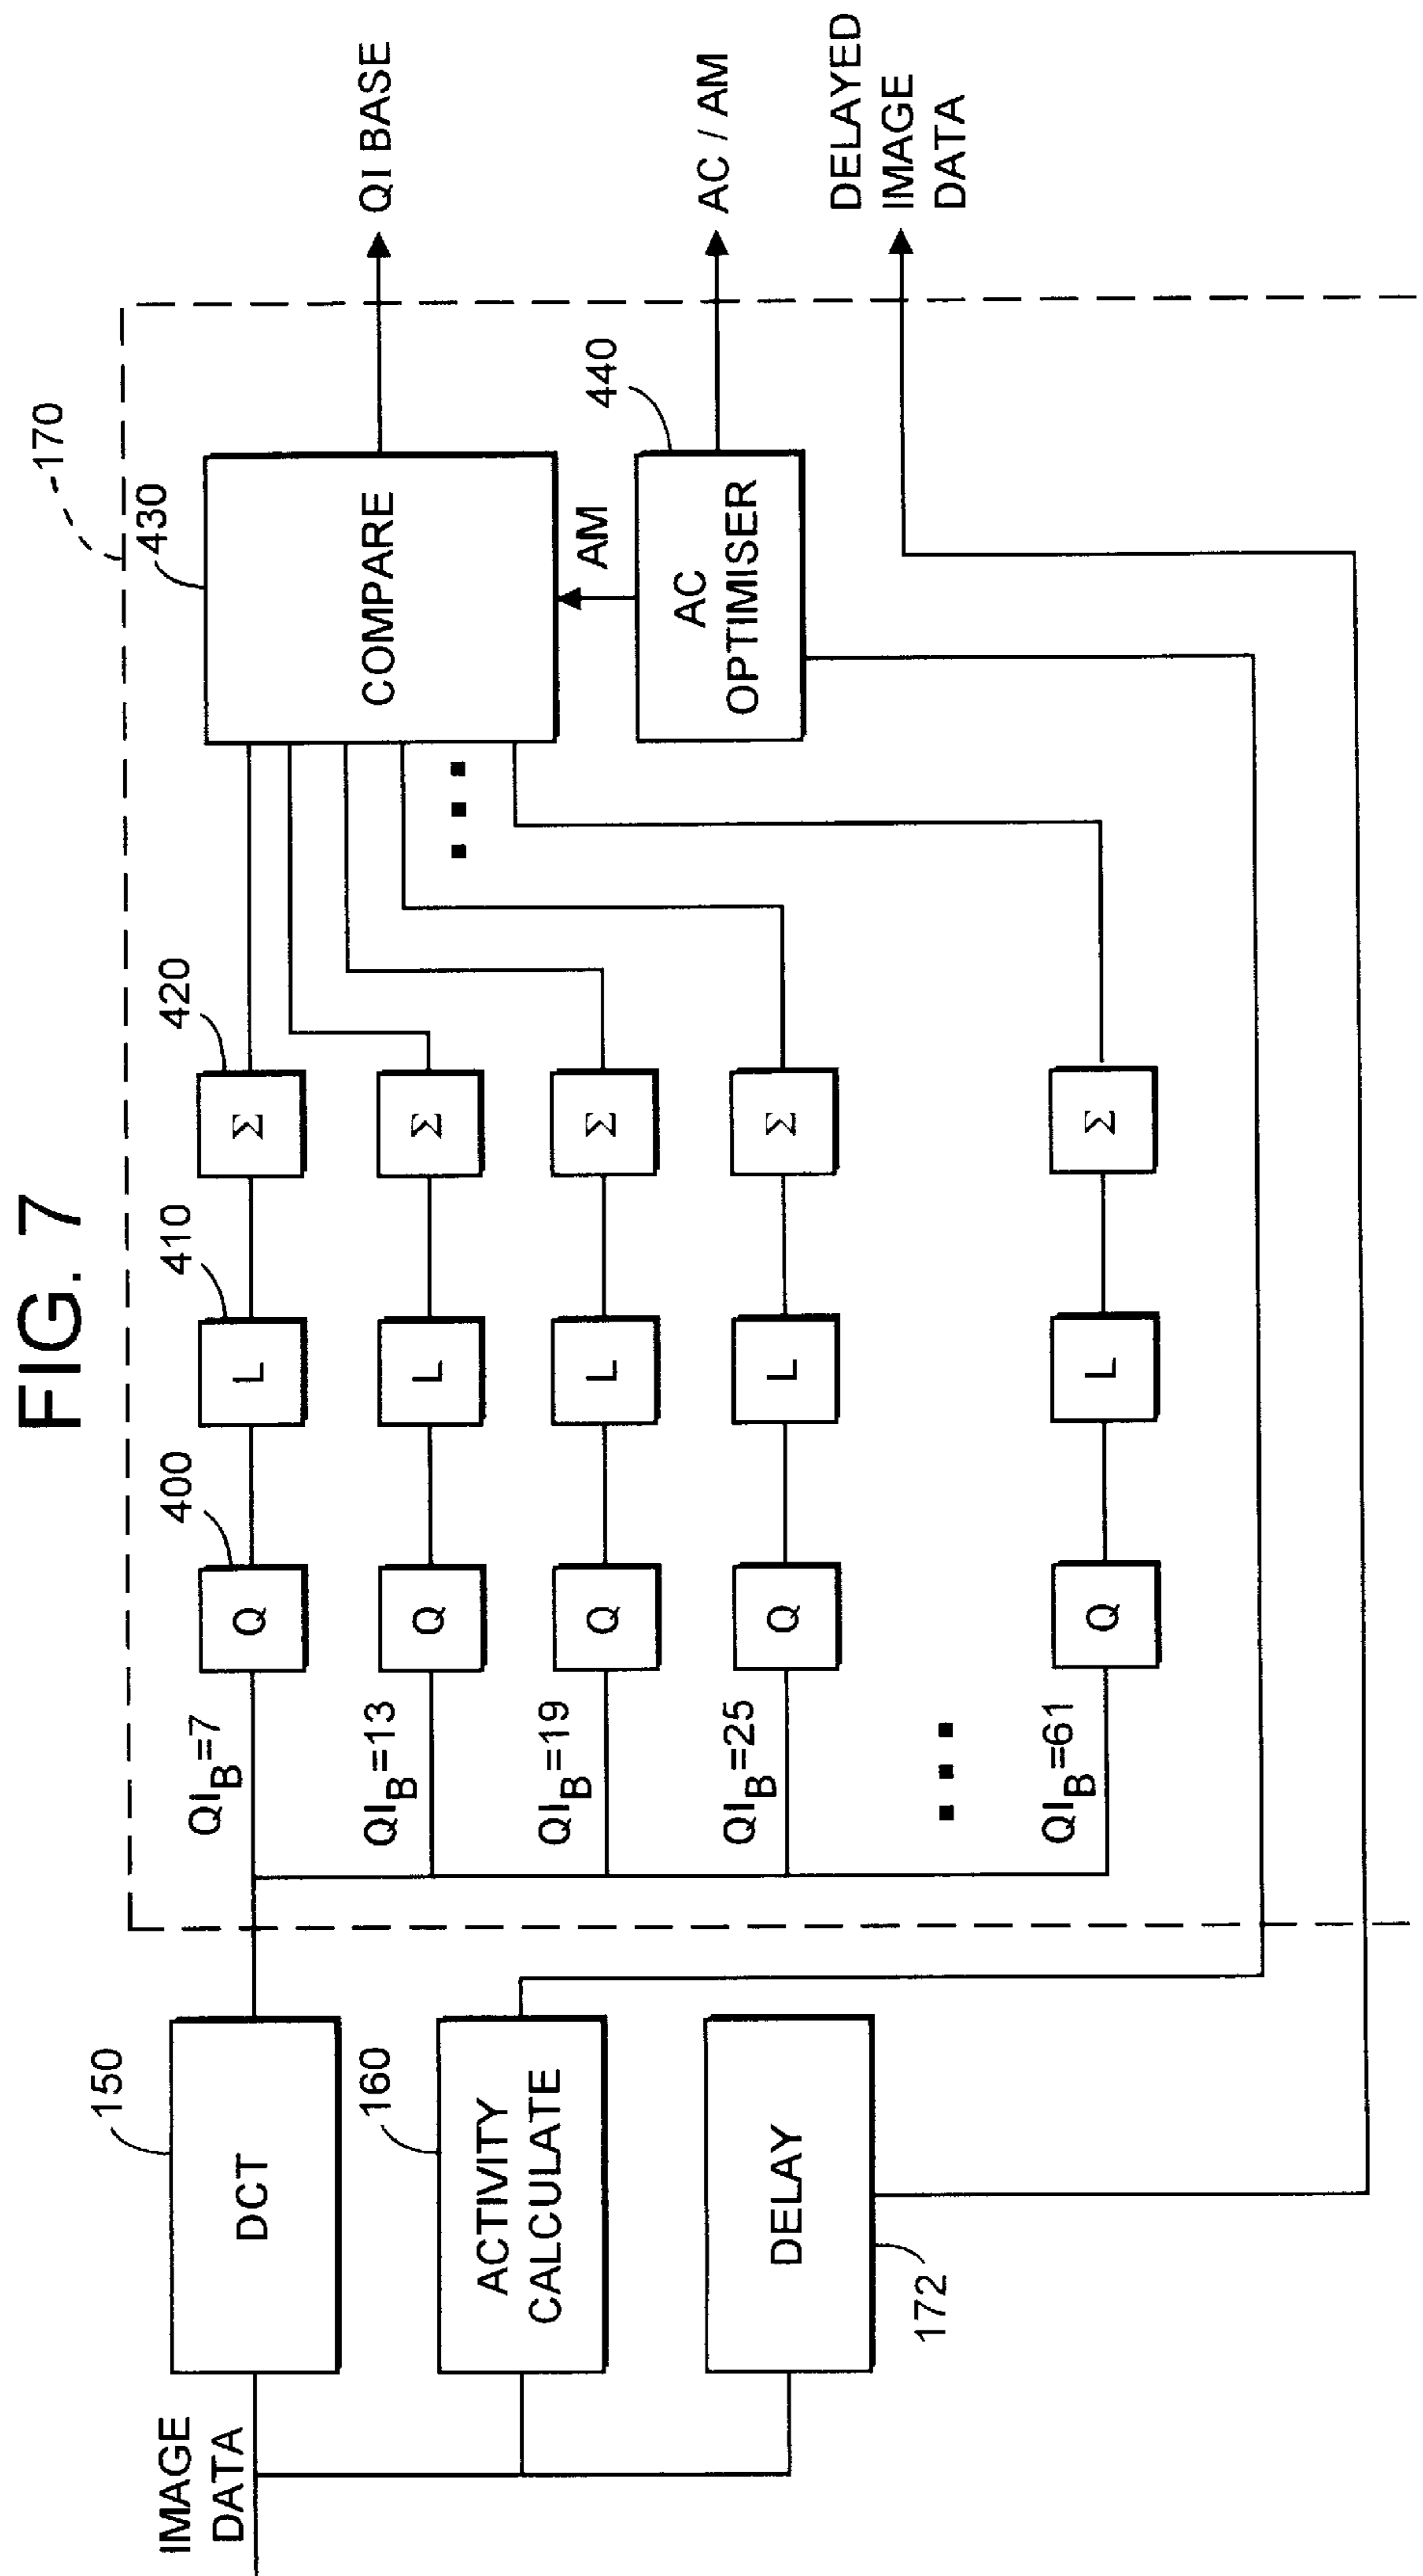 FIG. 7
170
IMAGE
DATA
150
DCT
160
ACTIVITY
CALCULATE
DELAY
172
QI_B=7
QI_B=13
QI_B=19
QI_B=25
QI_B=61
400
Q
Q
Q
Q
Q
410
L
L
L
L
L
420
Σ
Σ
Σ
Σ
Σ
430
COMPARE
AM
440
AC
OPTIMISER
QI BASE
AC / AM
DELAYED
IMAGE
DATA